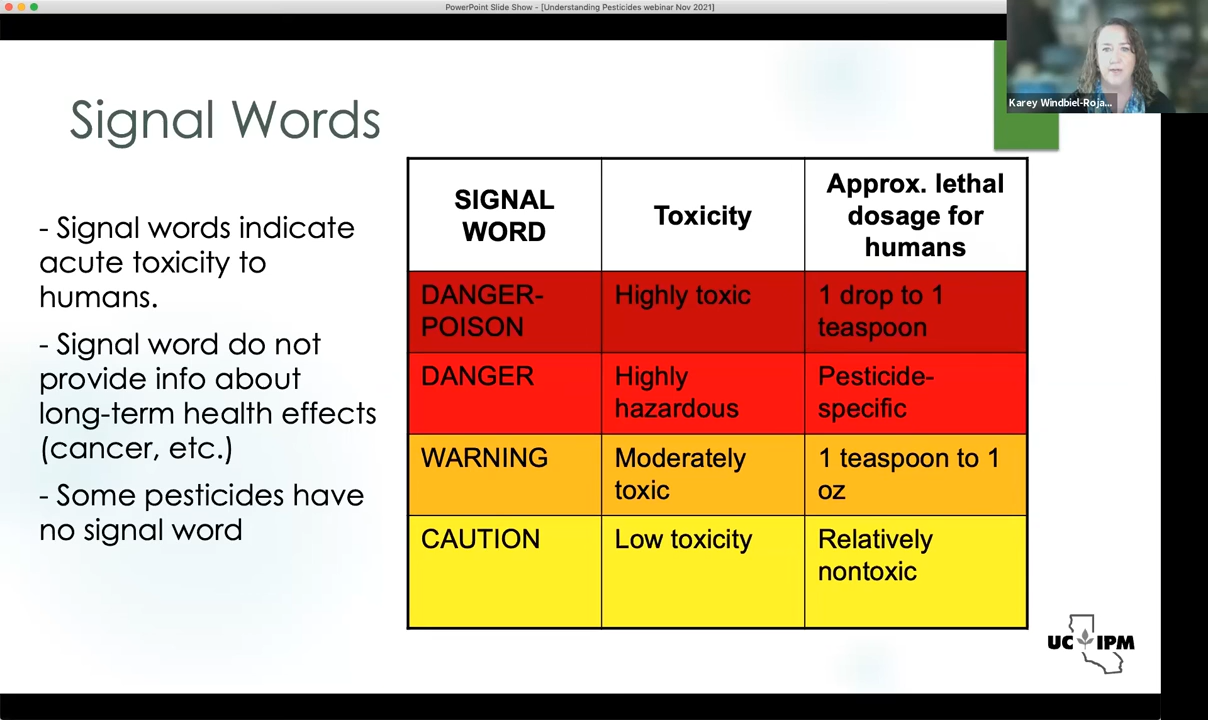 PowerPoint Slide Show - [Understanding Pesticides webinar Nov 2021]
Karey Windbiel-Roja...
Signal Words
- Signal words indicate
acute toxicity to
humans.
- Signal word do not
provide info about
long-term health effects
(cancer, etc.)
- Some pesticides have
no signal word
SIGNAL
WORD
Toxicity
Approx. lethal
dosage for
humans
DANGER-
POISON
Highly toxic
1 drop to 1
teaspoon
DANGER
Highly
hazardous
Pesticide-
specific
WARNING
Moderately
toxic
1 teaspoon to 1
oz
CAUTION
Low toxicity
Relatively
nontoxic
UC IPM